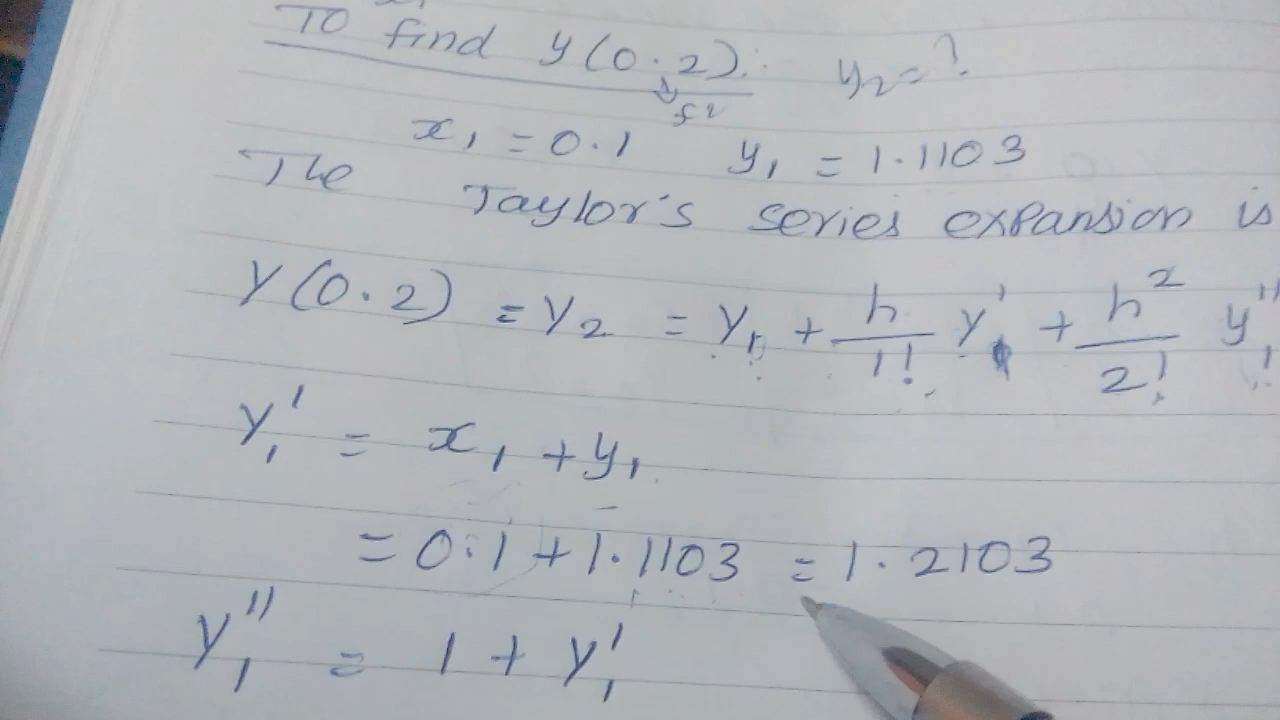 To find y(0.2): y₂ = ?
x₁ = 0.1 y₁ = 1.1103
The Taylor's series expansion is
Y(0.2) = Y₂ = Y₁ + h/1! Y₁' + h²/2! y₁''
Y₁' = x₁ + y₁
= 0.1 + 1.1103 = 1.2103
Y₁'' = 1 + Y₁'